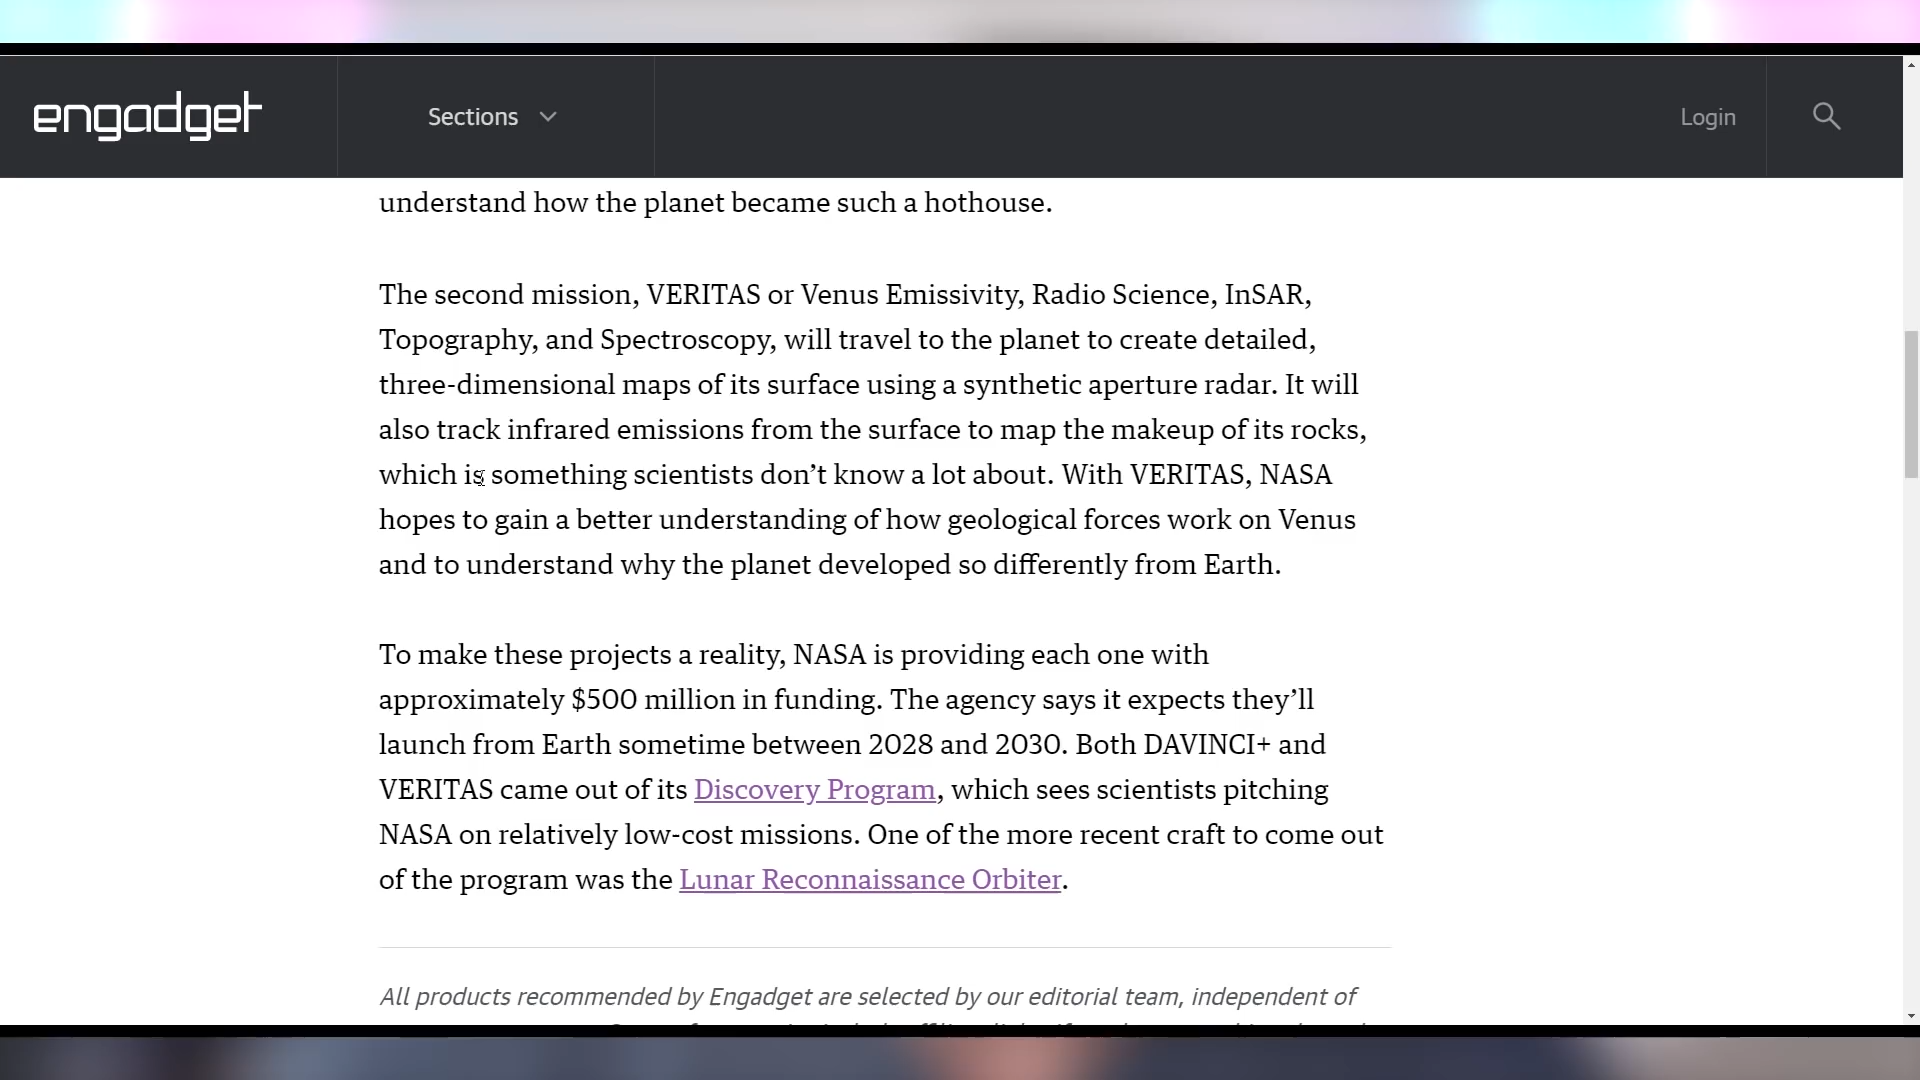 engadget
Sections
Login
understand how the planet became such a hothouse.
The second mission, VERITAS or Venus Emissivity, Radio Science, InSAR,
Topography, and Spectroscopy, will travel to the planet to create detailed,
three-dimensional maps of its surface using a synthetic aperture radar. It will
also track infrared emissions from the surface to map the makeup of its rocks,
which is something scientists don’t know a lot about. With VERITAS, NASA
hopes to gain a better understanding of how geological forces work on Venus
and to understand why the planet developed so differently from Earth.
To make these projects a reality, NASA is providing each one with
approximately $500 million in funding. The agency says it expects they’ll
launch from Earth sometime between 2028 and 2030. Both DAVINCI+ and
VERITAS came out of its Discovery Program, which sees scientists pitching
NASA on relatively low-cost missions. One of the more recent craft to come out
of the program was the Lunar Reconnaissance Orbiter.
All products recommended by Engadget are selected by our editorial team, independent of